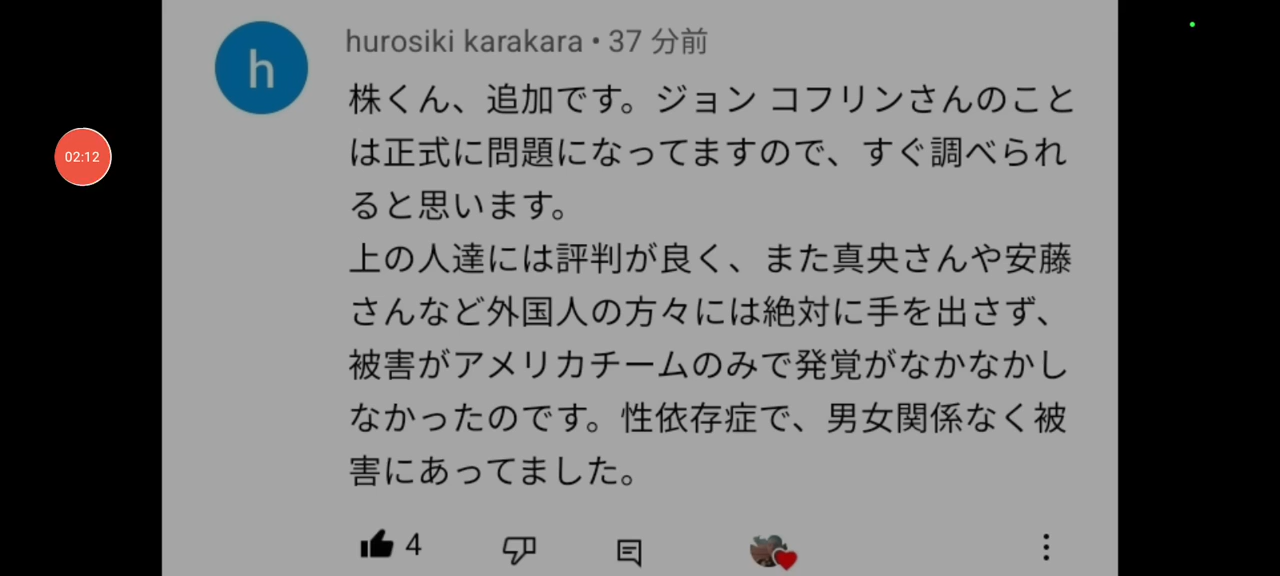 hurosiki karakara • 37 分前
株くん、追加です。ジョン コフリンさんのこと
は正式に問題になってますので、すぐ調べられ
ると思います。
上の人達には評判が良く、また真央さんや安藤
さんなど外国人の方々には絶対に手を出さず、
被害がアメリカチームのみで発覚がなかなかし
なかったのです。性依存症で、男女関係なく被
害にあってました。
h
02:12
4